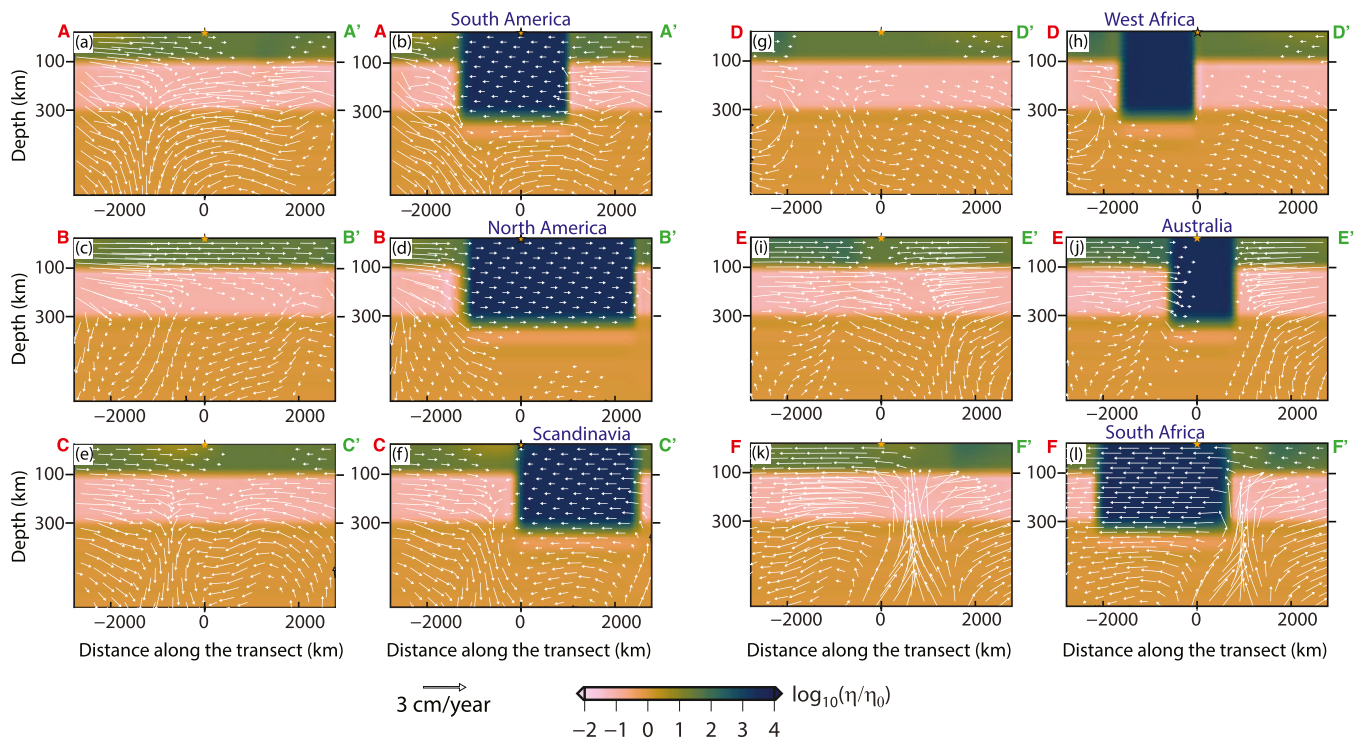 South America
West Africa
A (a) A' A (b) A' D (g) D' D (h) D'
100 100 100 100
300 300 300 300
Depth (km)
−2000 0 2000 −2000 0 2000 −2000 0 2000 −2000 0 2000
North America
Australia
B (c) B' B (d) B' E (i) E' E (j) E'
100 100 100 100
300 300 300 300
Depth (km)
−2000 0 2000 −2000 0 2000 −2000 0 2000 −2000 0 2000
Scandinavia
South Africa
C (e) C' C (f) C' F (k) F' F (l) F'
100 100 100 100
300 300 300 300
Depth (km)
−2000 0 2000 −2000 0 2000 −2000 0 2000 −2000 0 2000
Distance along the transect (km) Distance along the transect (km) Distance along the transect (km) Distance along the transect (km)
3 cm/year
log₁₀(η/η₀)
−2 −1 0 1 2 3 4